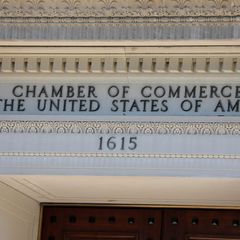 CHAMBER OF COMMERCE
THE UNITED STATES OF AM
1615